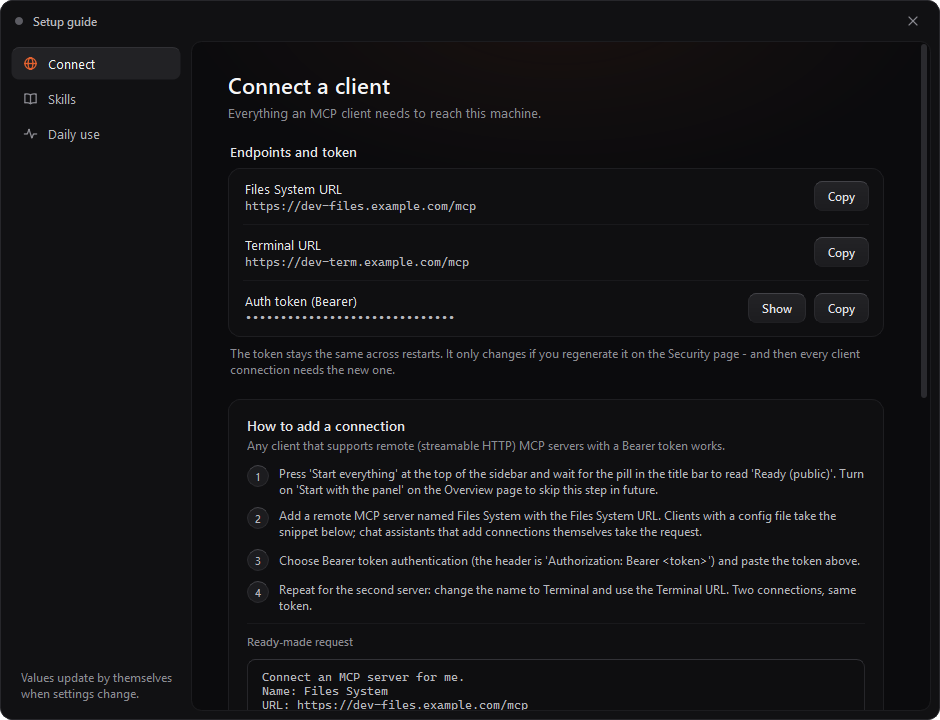 Setup guide
Connect
Skills
Daily use
Values update by themselves
when settings change.
Connect a client
Everything an MCP client needs to reach this machine.
Endpoints and token
Files System URL
https://dev-files.example.com/mcp
Copy
Terminal URL
https://dev-term.example.com/mcp
Copy
Auth token (Bearer)
••••••••••••••••••••••••••••••
Show
Copy
The token stays the same across restarts. It only changes if you regenerate it on the Security page - and then every client
connection needs the new one.
How to add a connection
Any client that supports remote (streamable HTTP) MCP servers with a Bearer token works.
1 Press 'Start everything' at the top of the sidebar and wait for the pill in the title bar to read 'Ready (public)'. Turn
on 'Start with the panel' on the Overview page to skip this step in future.
2 Add a remote MCP server named Files System with the Files System URL. Clients with a config file take the
snippet below; chat assistants that add connections themselves take the request.
3 Choose Bearer token authentication (the header is 'Authorization: Bearer <token>') and paste the token above.
4 Repeat for the second server: change the name to Terminal and use the Terminal URL. Two connections, same
token.
Ready-made request
Connect an MCP server for me.
Name: Files System
URL: https://dev-files.example.com/mcp